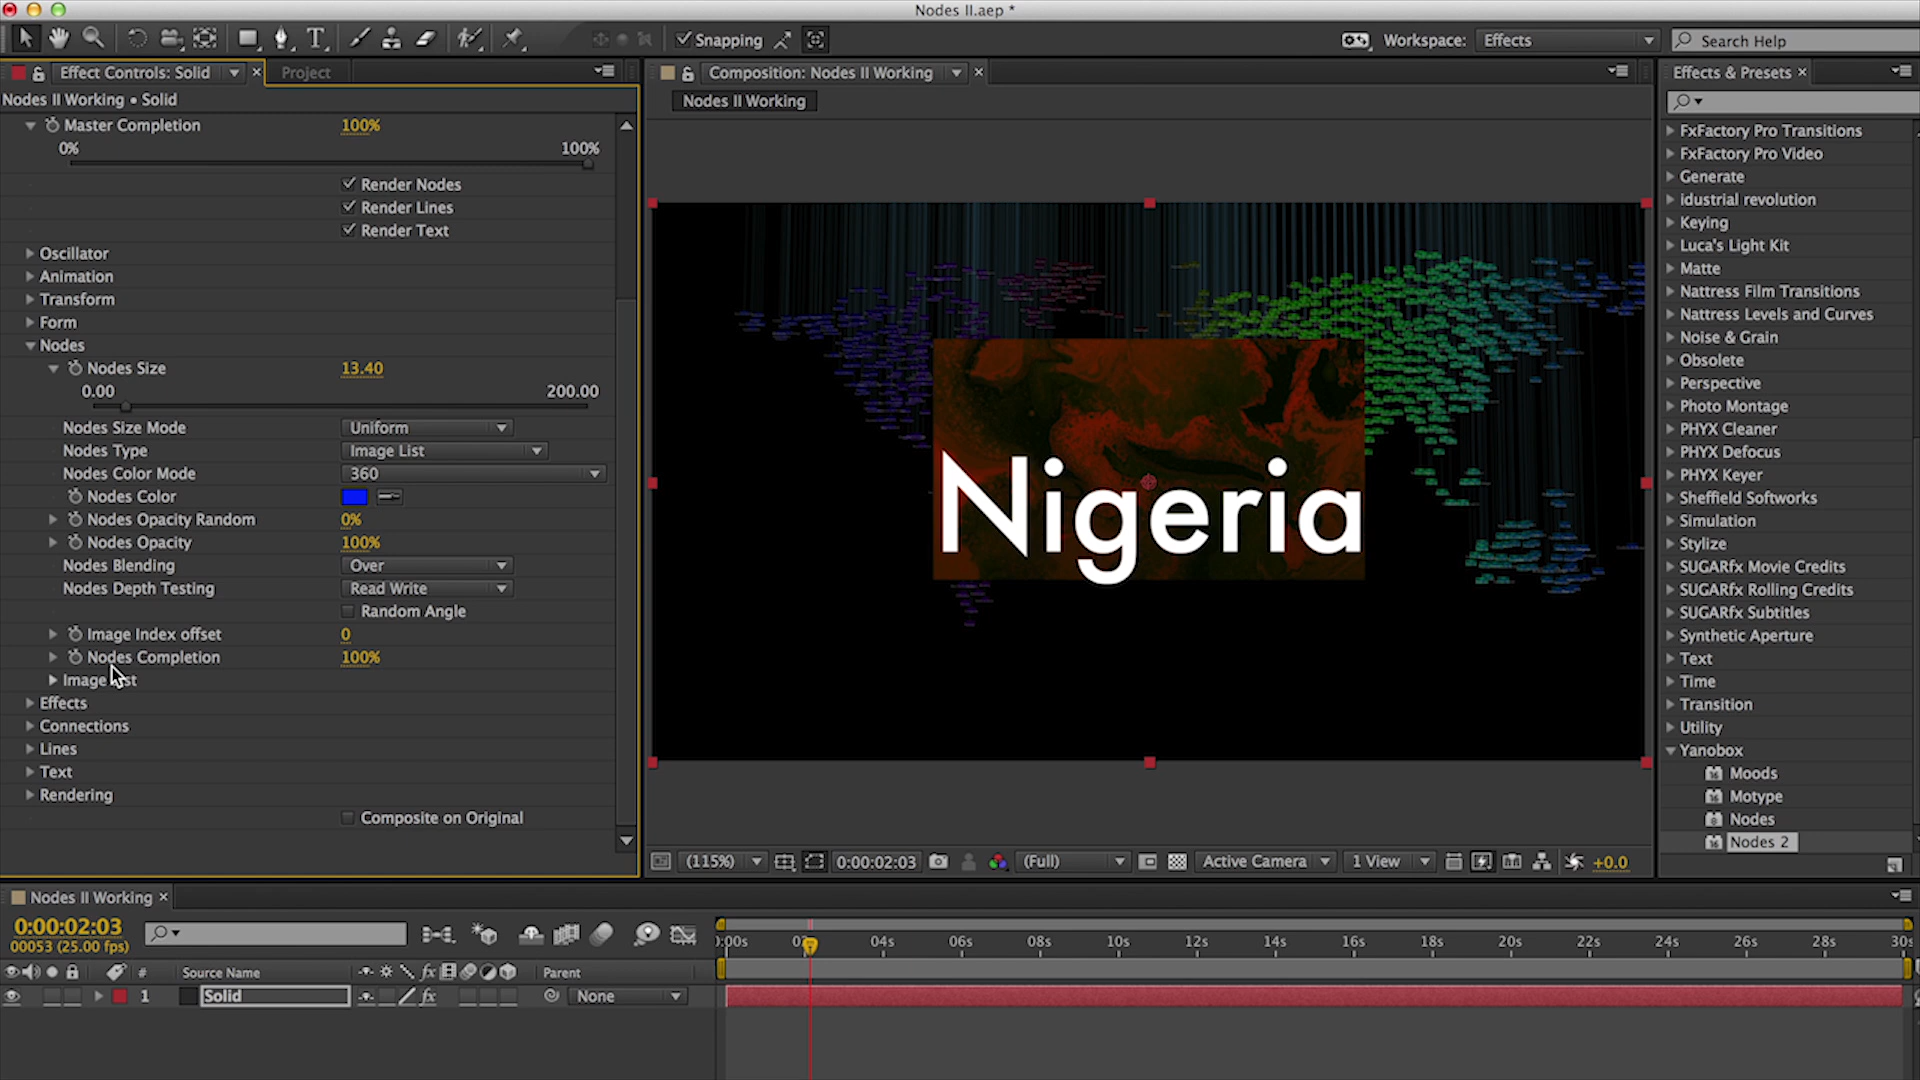 Nodes II.aep *
Snapping
Workspace: Effects
Search Help
Effect Controls: Solid
Project
Nodes II Working • Solid
Master Completion 100%
0% 100%
Render Nodes
Render Lines
Render Text
Oscillator
Animation
Transform
Form
Nodes
Nodes Size 13.40
0.00 200.00
Nodes Size Mode Uniform
Nodes Type Image List
Nodes Color Mode 360
Nodes Color
Nodes Opacity Random 0%
Nodes Opacity 100%
Nodes Blending Over
Nodes Depth Testing Read Write
Random Angle
Image Index offset 0
Nodes Completion 100%
Effects
Connections
Lines
Text
Rendering
Composite on Original
Composition: Nodes II Working
Nodes II Working
Nigeria
(115%) 0:00:02:03 (Full) Active Camera 1 View +0.0
Effects & Presets
FxFactory Pro Transitions
FxFactory Pro Video
Generate
idustrial revolution
Keying
Luca's Light Kit
Matte
Nattress Film Transitions
Nattress Levels and Curves
Noise & Grain
Obsolete
Perspective
Photo Montage
PHYX Cleaner
PHYX Defocus
PHYX Keyer
Sheffield Softworks
Simulation
Stylize
SUGARfx Movie Credits
SUGARfx Rolling Credits
SUGARfx Subtitles
Synthetic Aperture
Text
Time
Transition
Utility
Yanobox
Moods
Motype
Nodes
Nodes 2
Nodes II Working
0:00:02:03
00053 (25.00 fps)
04s 06s 08s 10s 12s 14s 16s 18s 20s 22s 24s 26s 28s
# Source Name fx Parent
1 Solid fx None